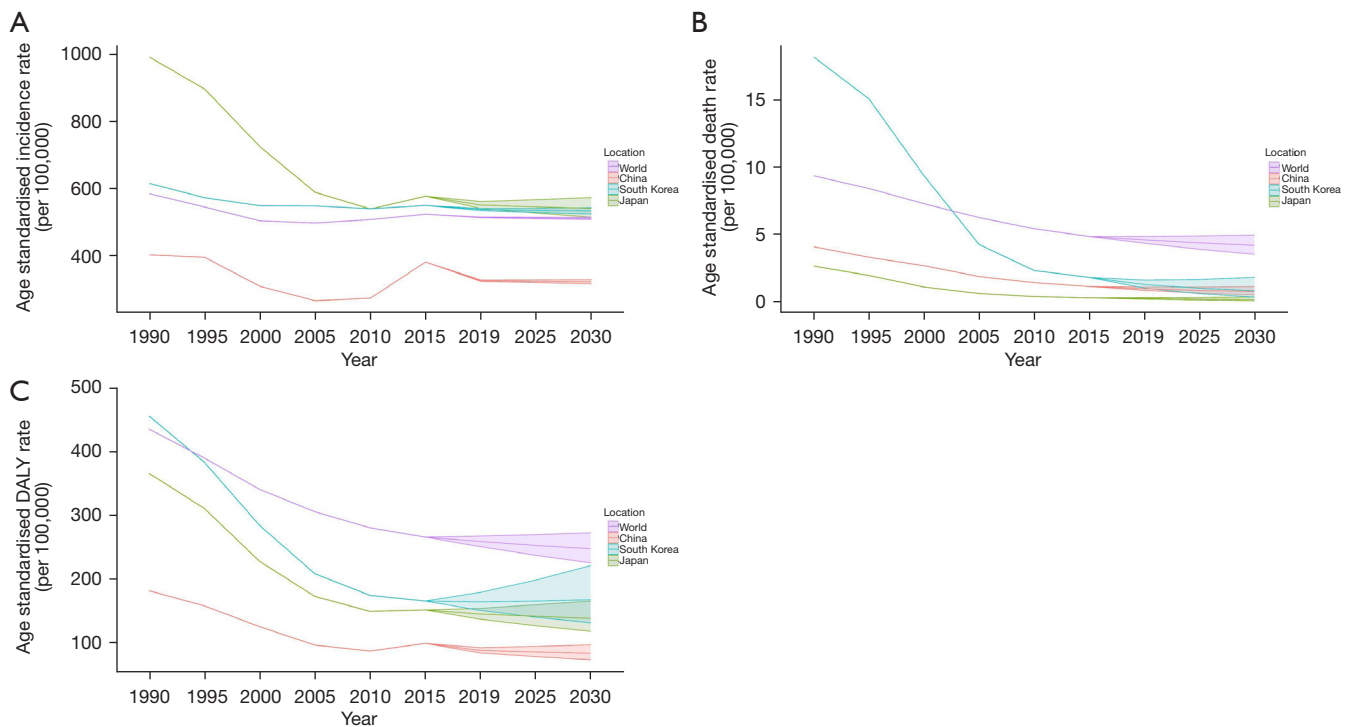 A
Age standardised incidence rate
(per 100,000)
1000
800
600
400
1990 1995 2000 2005 2010 2015 2019 2025 2030
Year
Location
World
China
South Korea
Japan
B
Age standardised death rate
(per 100,000)
15
10
5
0
1990 1995 2000 2005 2010 2015 2019 2025 2030
Year
Location
World
China
South Korea
Japan
C
Age standardised DALY rate
(per 100,000)
500
400
300
200
100
1990 1995 2000 2005 2010 2015 2019 2025 2030
Year
Location
World
China
South Korea
Japan